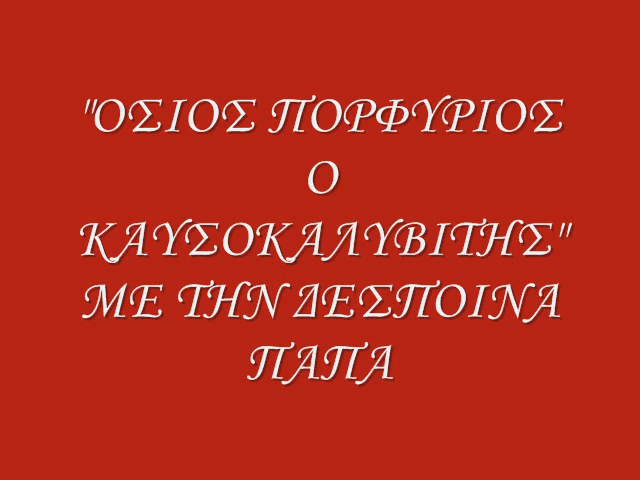 "ΟΣΙΟΣ ΠΟΡΦΥΡΙΟΣ
Ο
ΚΑΥΣΟΚΑΛΥΒΙΤΗΣ"
ΜΕ ΤΗΝ ΔΕΣΠΟΙΝΑ
ΠΑΠΑ